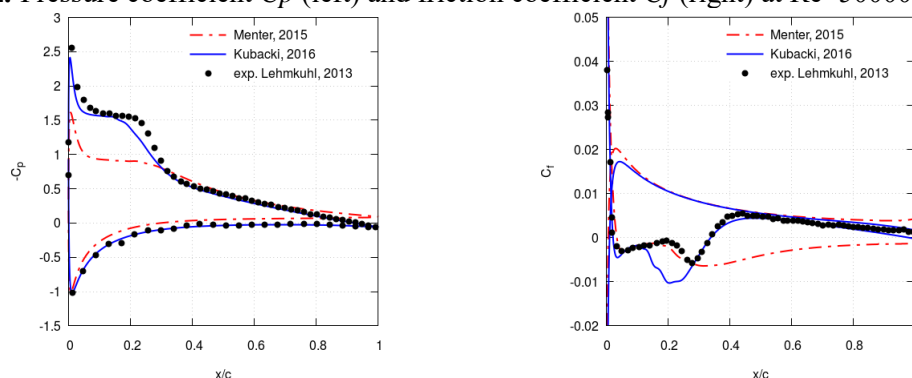 Pressure coefficient Cp (left) and friction coefficient Cf (right) at Re=50000
3
2.5
2
1.5
1
0.5
0
-0.5
-1
-1.5
-Cp
0
0.2
0.4
0.6
0.8
1
x/c
Menter, 2015
Kubacki, 2016
exp. Lehmkuhl, 2013
0.05
0.04
0.03
0.02
0.01
0
-0.01
-0.02
Cf
0
0.2
0.4
0.6
0.8
x/c
Menter, 2015
Kubacki, 2016
exp. Lehmkuhl, 2013